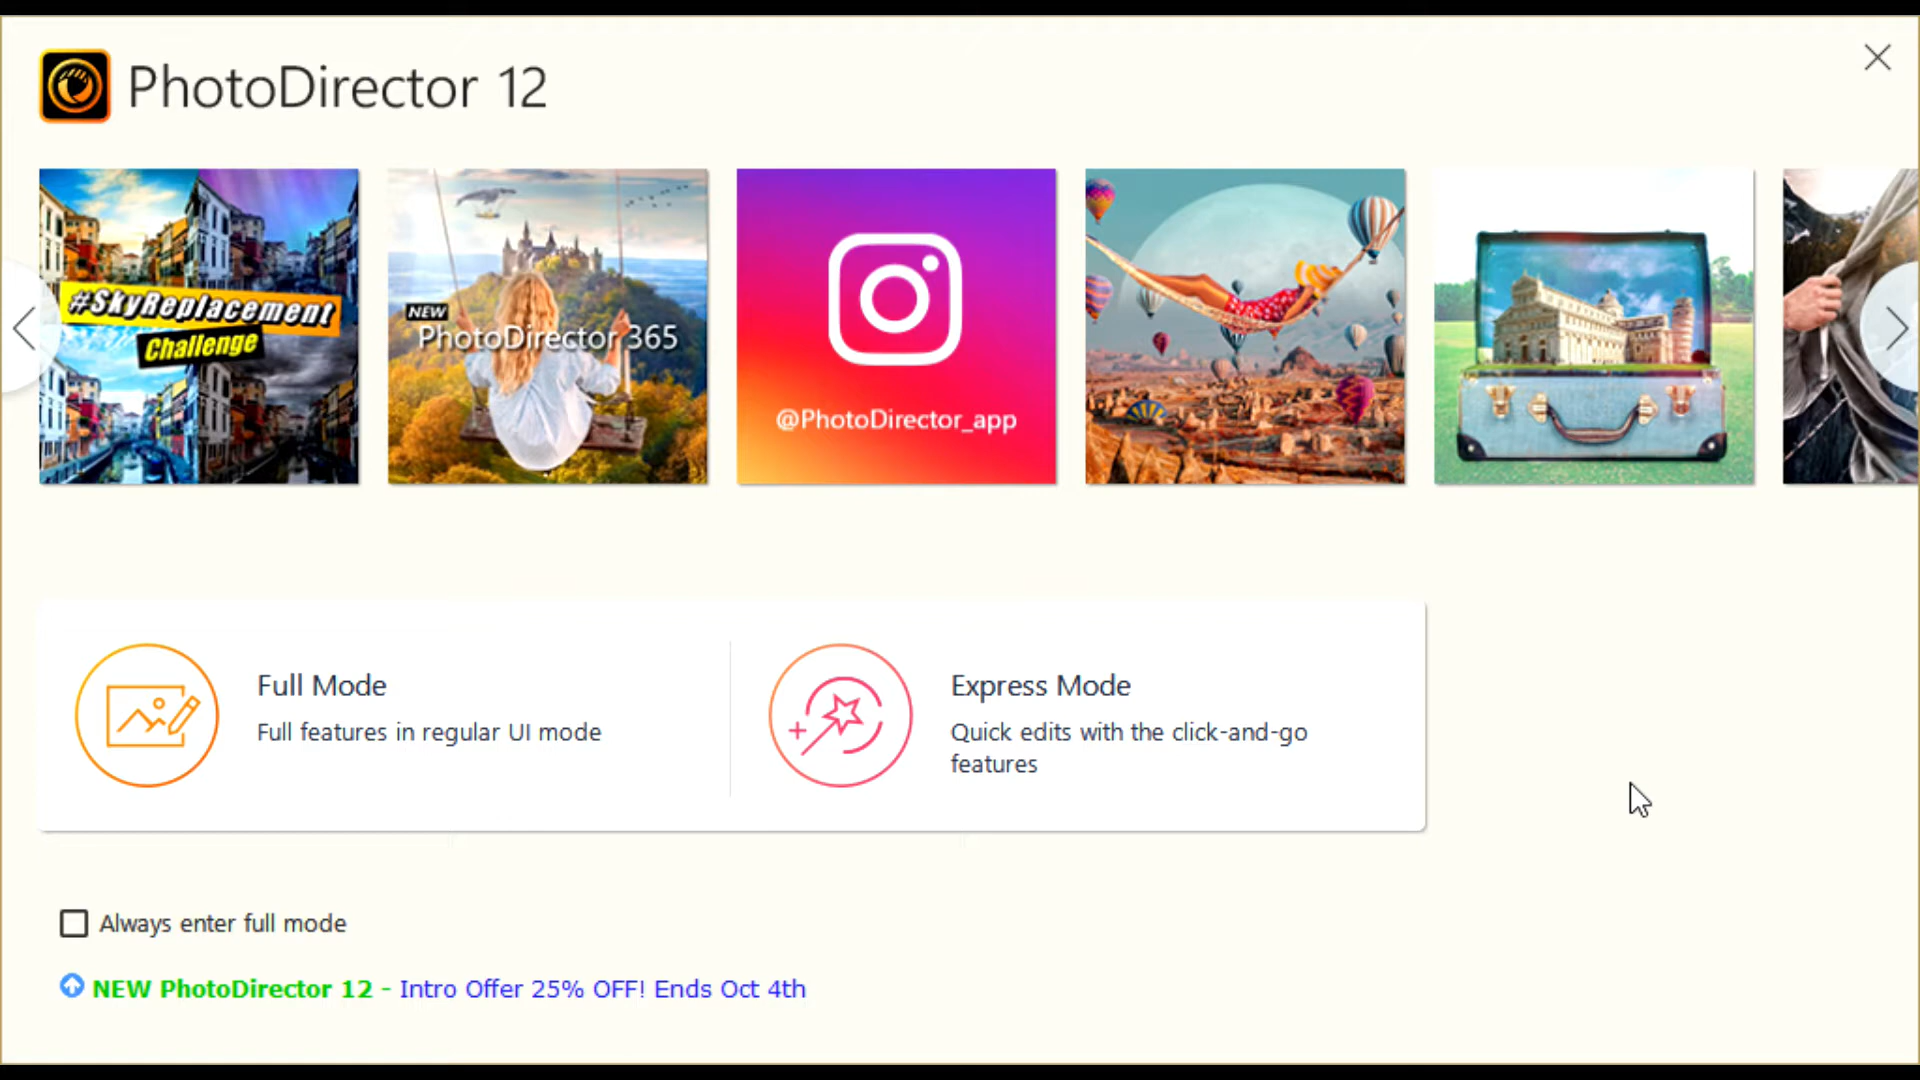 PhotoDirector 12
#SkyReplacement
Challenge
NEW
PhotoDirector 365
@PhotoDirector_app
Full Mode
Full features in regular UI mode
Express Mode
Quick edits with the click-and-go
features
Always enter full mode
NEW PhotoDirector 12 - Intro Offer 25% OFF! Ends Oct 4th